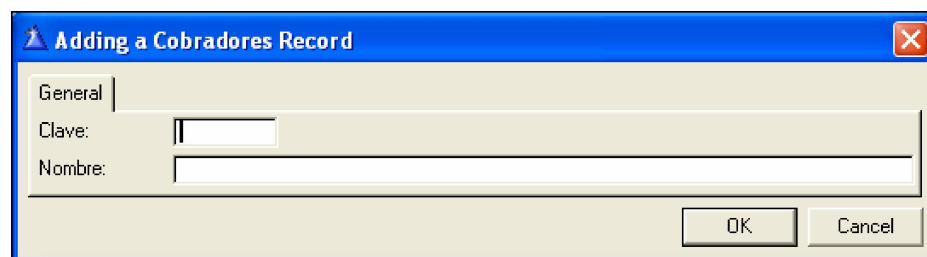 Adding a Cobradores Record
General
Clave:
Nombre:
OK Cancel